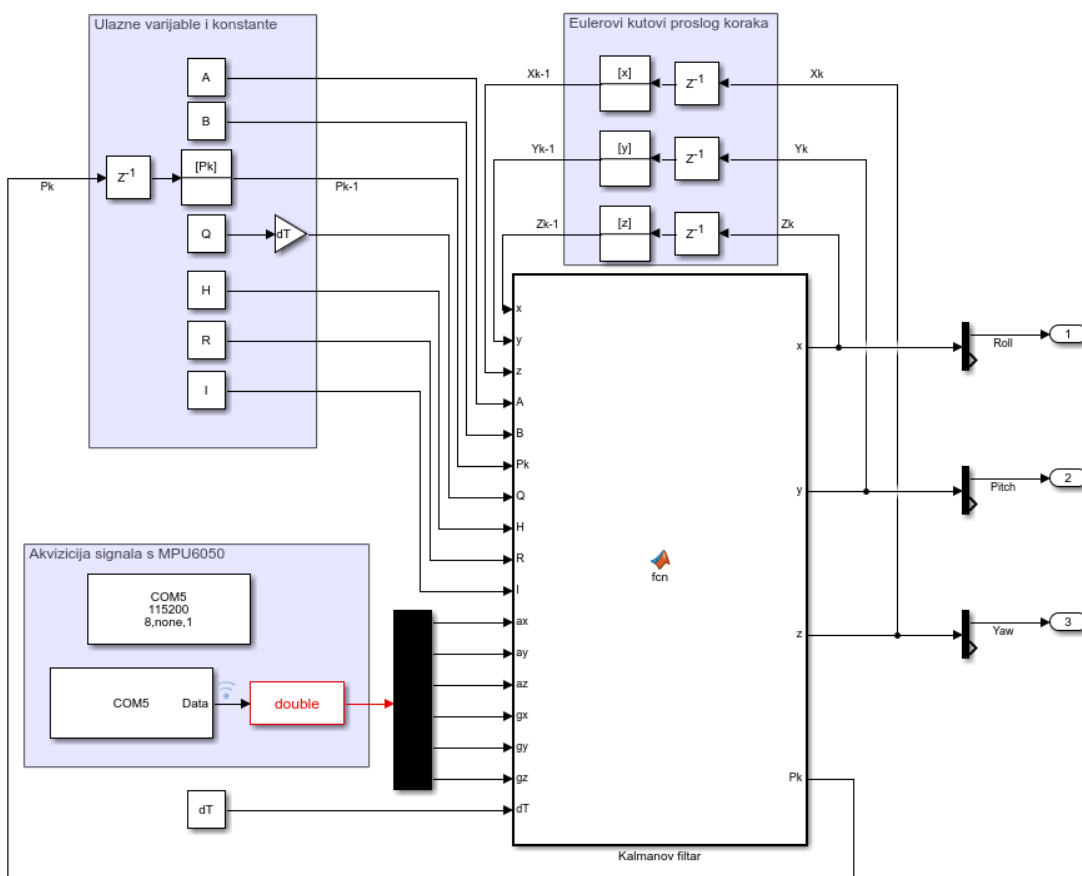 Ulazne varijable i konstante
A
B
Pk
Z-1
[Pk]
Pk-1
Q
dT
H
R
I
Eulerovi kutovi proslog koraka
Xk-1
[x]
Z-1
Xk
Yk-1
[y]
Z-1
Yk
Zk-1
[z]
Z-1
Zk
x
y
z
A
B
Pk
Q
H
R
I
ax
ay
az
gx
gy
gz
dT
fcn
x
y
z
Pk
Kalmanov filtar
Roll
1
Pitch
2
Yaw
3
Akvizicija signala s MPU6050
COM5
115200
8,none,1
COM5
Data
double
dT